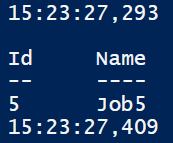 15:23:27,293
Id Name
-- ----
5 Job5
15:23:27,409